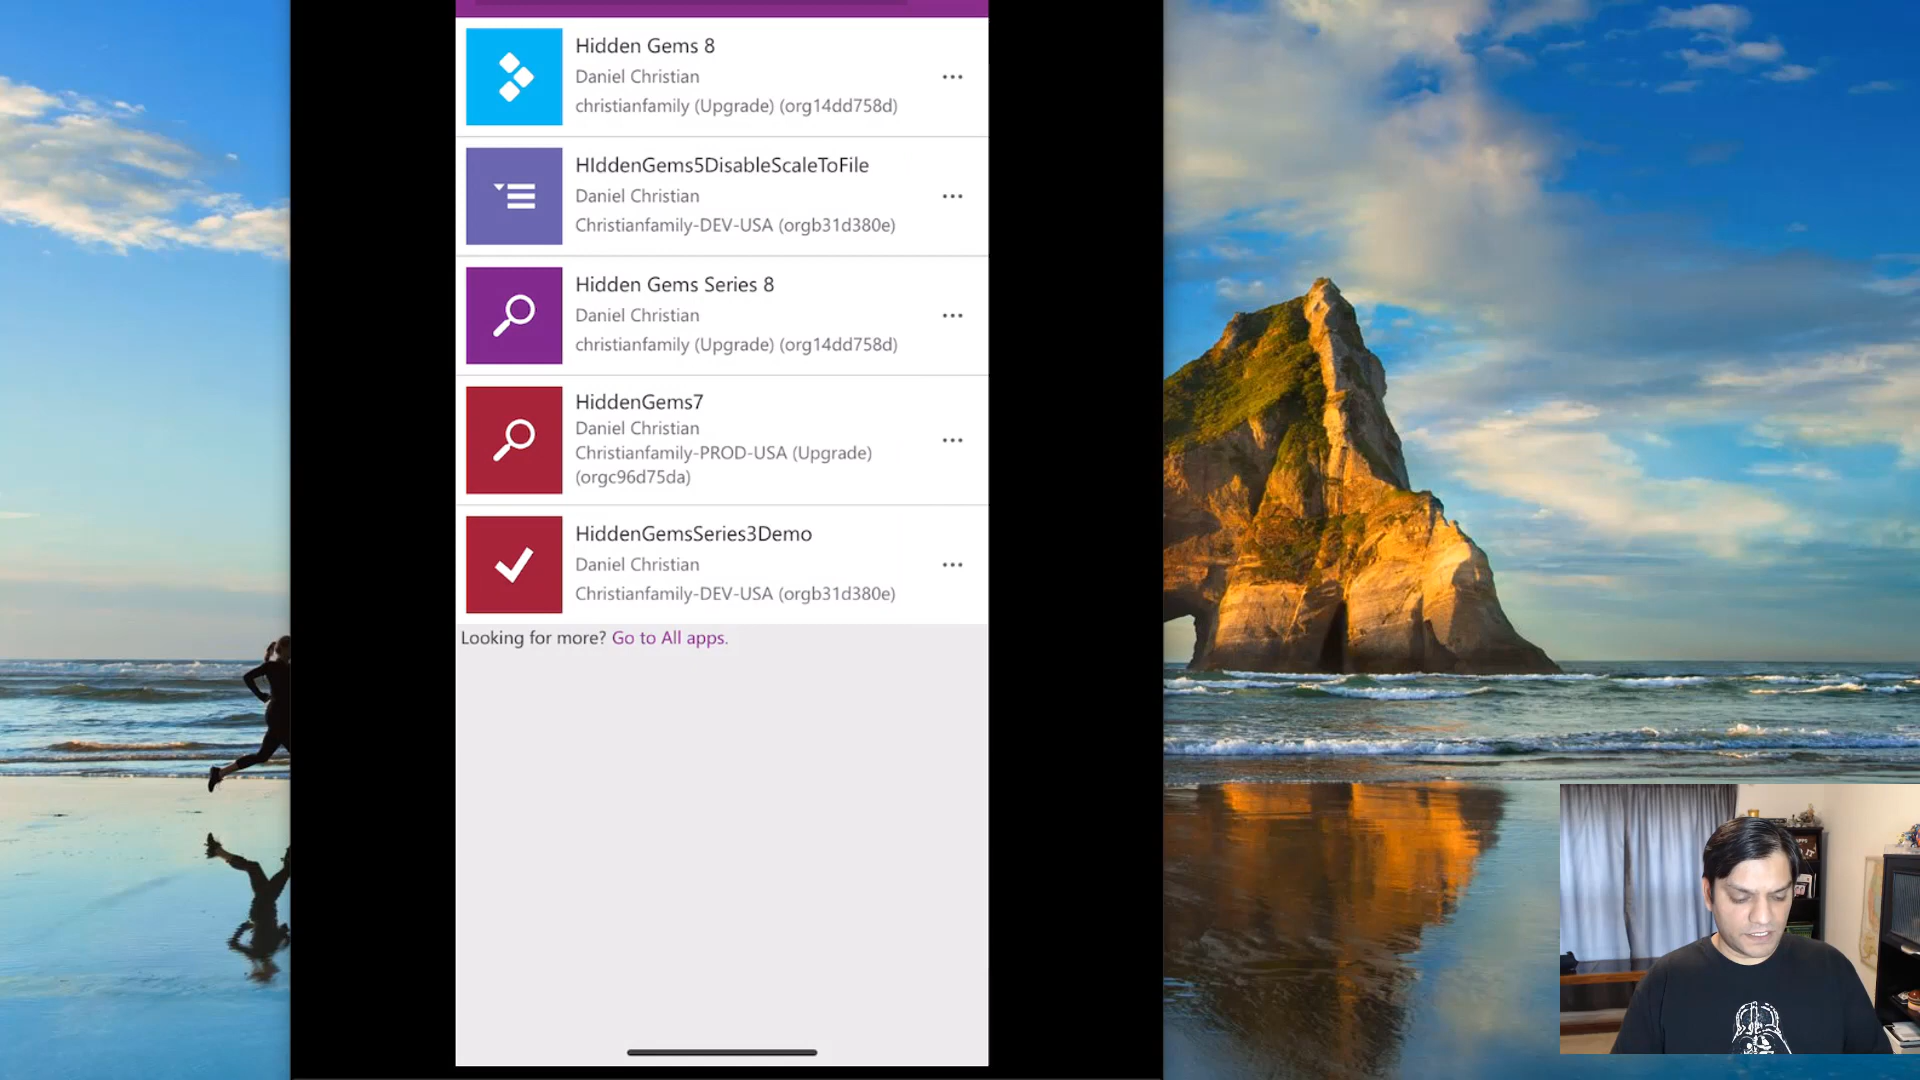 Hidden Gems 8
Daniel Christian
christianfamily (Upgrade) (org14dd758d)
HIddenGems5DisableScaleToFile
Daniel Christian
Christianfamily-DEV-USA (orgb31d380e)
Hidden Gems Series 8
Daniel Christian
christianfamily (Upgrade) (org14dd758d)
HiddenGems7
Daniel Christian
Christianfamily-PROD-USA (Upgrade)
(orgc96d75da)
HiddenGemsSeries3Demo
Daniel Christian
Christianfamily-DEV-USA (orgb31d380e)
Looking for more? Go to All apps.